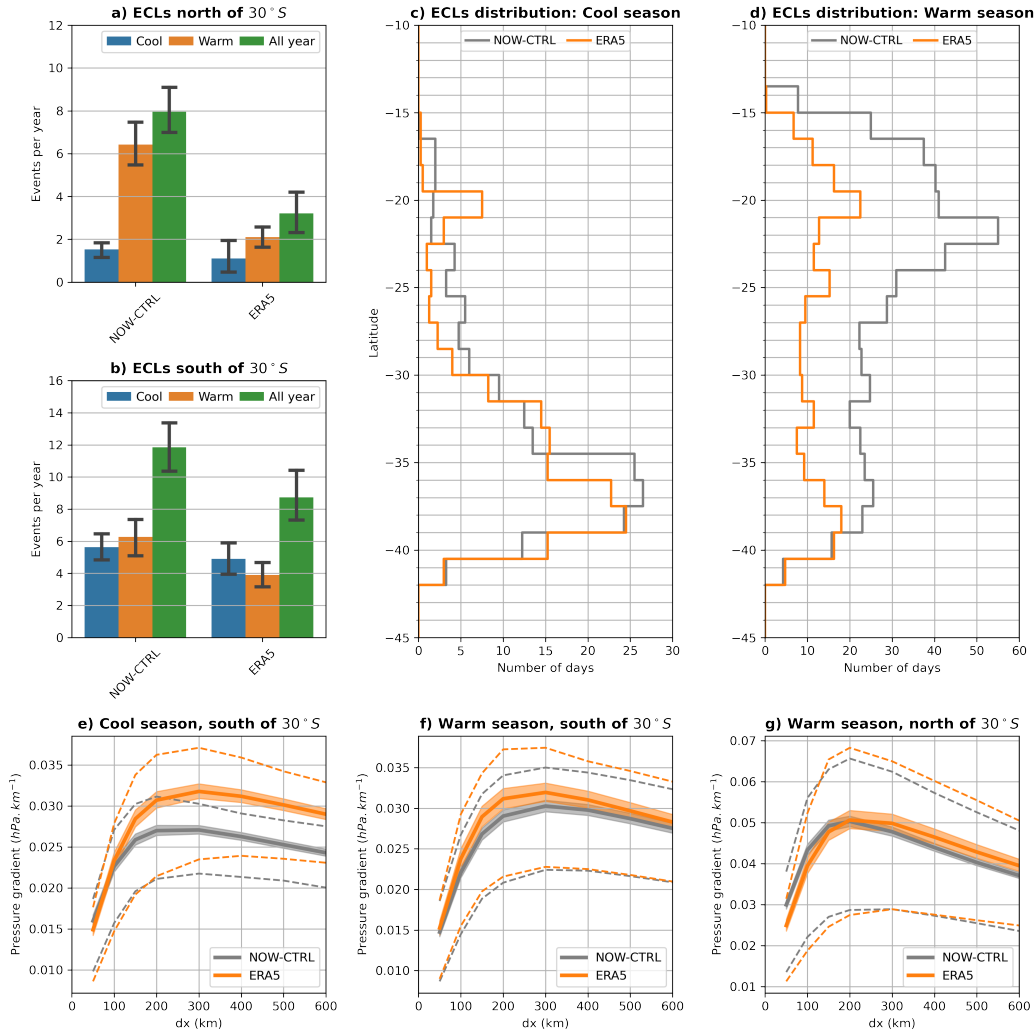 a) ECLs north of 30°S
12
10
8
6
4
2
0
Events per year
Cool Warm All year
NOW-CTRL ERA5
b) ECLs south of 30°S
16
14
12
10
8
6
4
2
0
Events per year
Cool Warm All year
NOW-CTRL ERA5
c) ECLs distribution: Cool season
NOW-CTRL ERA5
−10
−15
−20
−25
−30
−35
−40
−45
Latitude
0 5 10 15 20 25 30
Number of days
d) ECLs distribution: Warm season
NOW-CTRL ERA5
−10
−15
−20
−25
−30
−35
−40
−45
0 10 20 30 40 50 60
Number of days
e) Cool season, south of 30°S
0.035
0.030
0.025
0.020
0.015
0.010
Pressure gradient (hPa. km⁻¹)
NOW-CTRL
ERA5
0 100 200 300 400 500 600
dx (km)
f) Warm season, south of 30°S
0.035
0.030
0.025
0.020
0.015
0.010
Pressure gradient (hPa. km⁻¹)
NOW-CTRL
ERA5
0 100 200 300 400 500 600
dx (km)
g) Warm season, north of 30°S
0.07
0.06
0.05
0.04
0.03
0.02
0.01
Pressure gradient (hPa. km⁻¹)
NOW-CTRL
ERA5
0 100 200 300 400 500 600
dx (km)